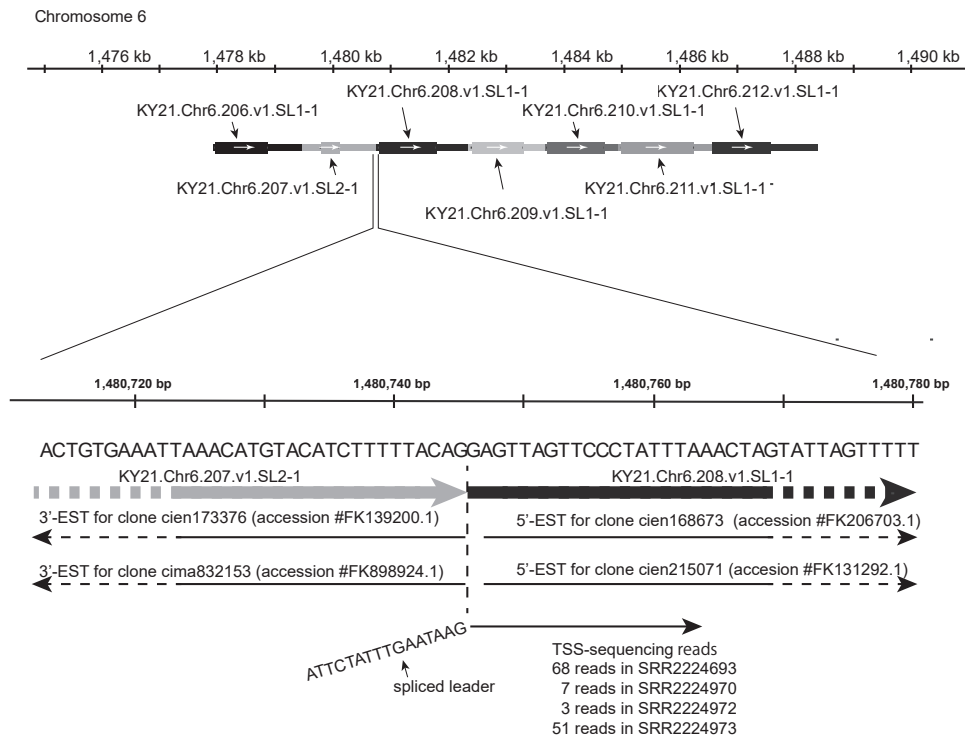 Chromosome 6
1,476 kb 1,478 kb 1,480 kb 1,482 kb 1,484 kb 1,486 kb 1,488 kb 1,490 kb
KY21.Chr6.208.v1.SL1-1 KY21.Chr6.212.v1.SL1-1
KY21.Chr6.206.v1.SL1-1 KY21.Chr6.210.v1.SL1-1
KY21.Chr6.207.v1.SL2-1 KY21.Chr6.211.v1.SL1-1
KY21.Chr6.209.v1.SL1-1
1,480,720 bp 1,480,740 bp 1,480,760 bp 1,480,780 bp
ACTGTGAAATTAAACATGTACATCTTTTTACAGGAGTTAGTTCCCTATTTAAACTAGTATTAGTTTTT
KY21.Chr6.207.v1.SL2-1 KY21.Chr6.208.v1.SL1-1
3'-EST for clone cien173376 (accession #FK139200.1) 5'-EST for clone cien168673 (accession #FK206703.1)
3'-EST for clone cima832153 (accession #FK898924.1) 5'-EST for clone cien215071 (accession #FK131292.1)
ATTCTATTTGAATAAG
spliced leader
TSS-sequencing reads
68 reads in SRR2224693
7 reads in SRR2224970
3 reads in SRR2224972
51 reads in SRR2224973